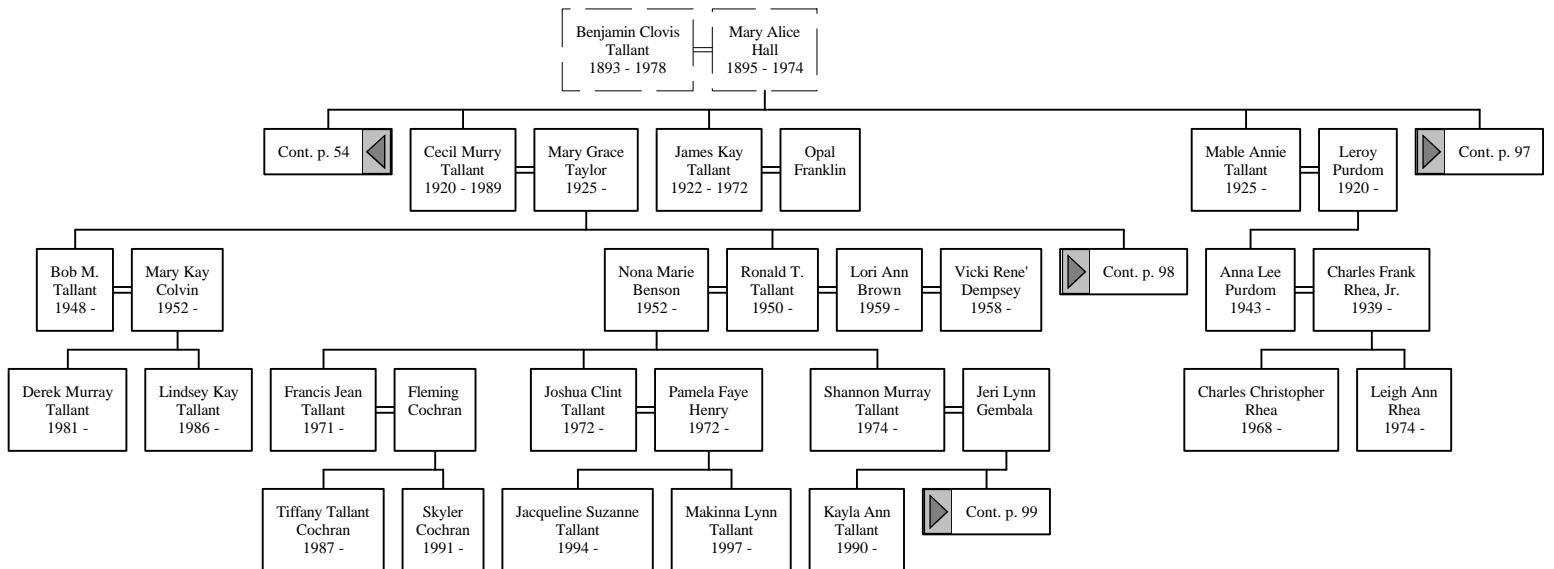 Benjamin Clovis
Tallant
1893 - 1978
Mary Alice
Hall
1895 - 1974
Cont. p. 54
Cecil Murry
Tallant
1920 - 1989
Mary Grace
Taylor
1925 -
James Kay
Tallant
1922 - 1972
Opal
Franklin
Mable Annie
Tallant
1925 -
Leroy
Purdom
1920 -
Cont. p. 97
Bob M.
Tallant
1948 -
Mary Kay
Colvin
1952 -
Nona Marie
Benson
1952 -
Ronald T.
Tallant
1950 -
Lori Ann
Brown
1959 -
Vicki Rene'
Dempsey
1958 -
Cont. p. 98
Anna Lee
Purdom
1943 -
Charles Frank
Rhea, Jr.
1939 -
Derek Murray
Tallant
1981 -
Lindsey Kay
Tallant
1986 -
Francis Jean
Tallant
1971 -
Fleming
Cochran
Joshua Clint
Tallant
1972 -
Pamela Faye
Henry
1972 -
Shannon Murray
Tallant
1974 -
Jeri Lynn
Gembala
Charles Christopher
Rhea
1968 -
Leigh Ann
Rhea
1974 -
Tiffany Tallant
Cochran
1987 -
Skyler
Cochran
1991 -
Jacqueline Suzanne
Tallant
1994 -
Makinna Lynn
Tallant
1997 -
Kayla Ann
Tallant
1990 -
Cont. p. 99